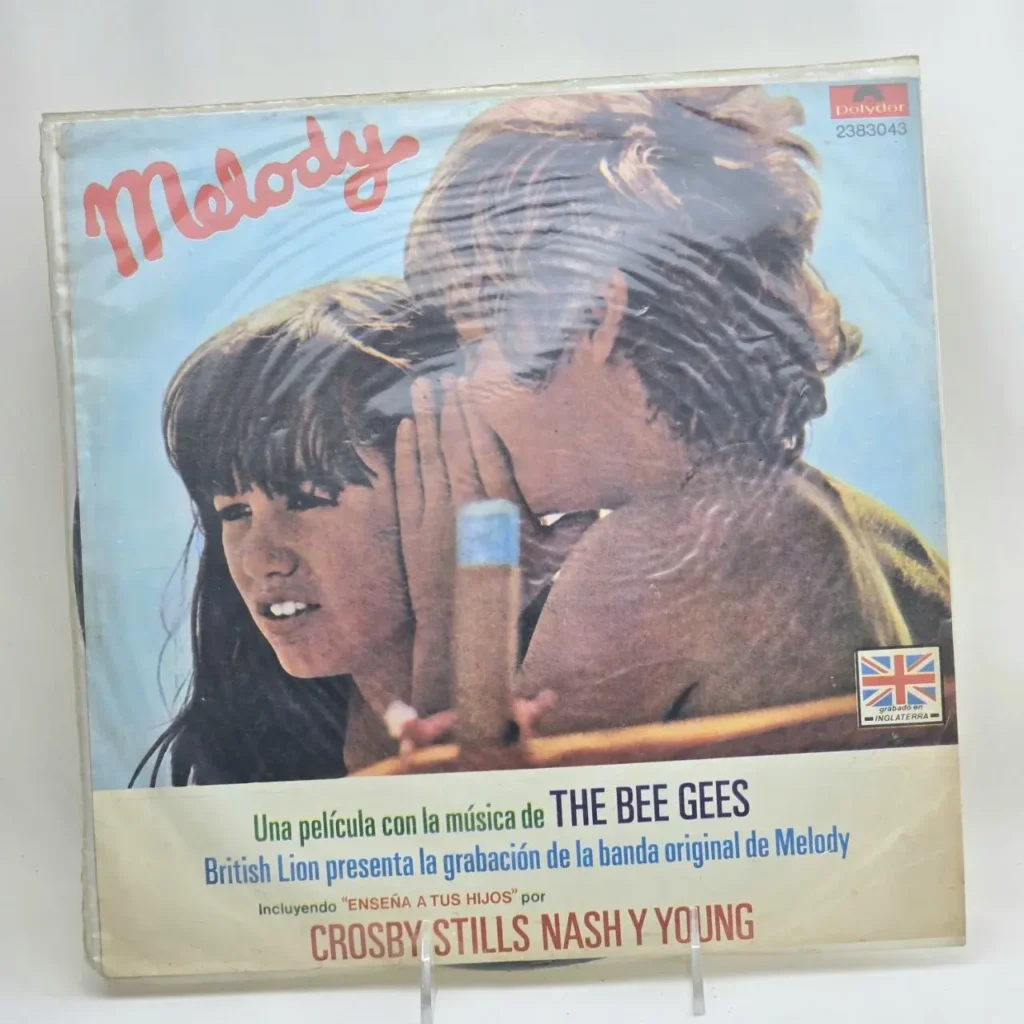 Melody
polydor
2383043
grabado en
INGLATERRA
Una película con la música de THE BEE GEES
British Lion presenta la grabación de la banda original de Melody
Incluyendo "ENSEÑA A TUS HIJOS" por
CROSBY STILLS NASH Y YOUNG